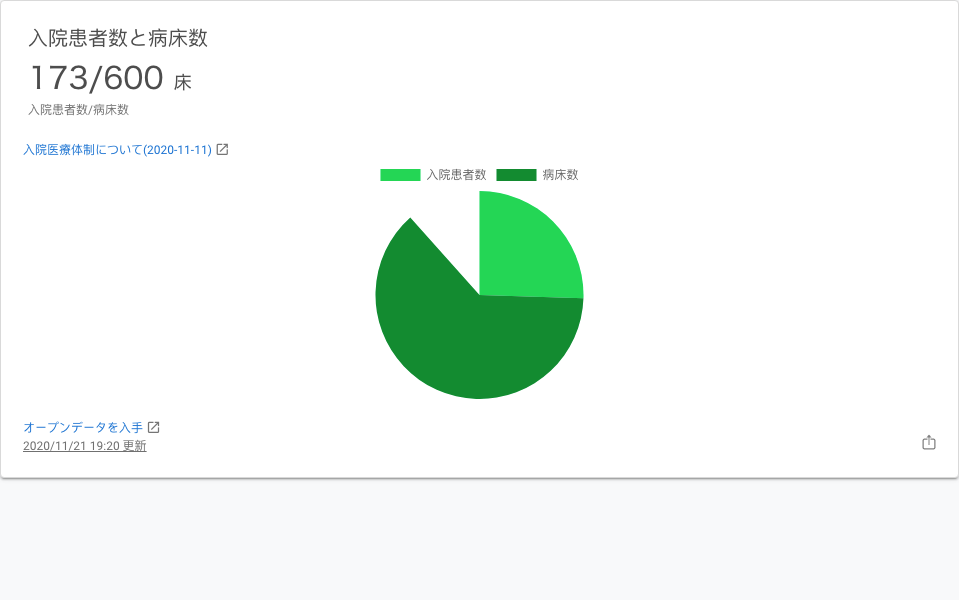 入院患者数と病床数
173/600 床
入院患者数/病床数
入院医療体制について(2020-11-11)
入院患者数 病床数
オープンデータを入手
2020/11/21 19:20 更新